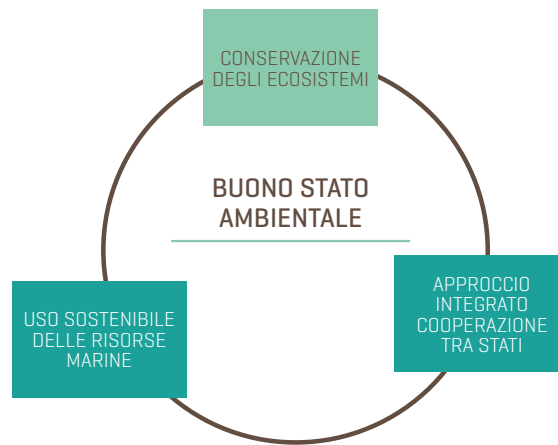 CONSERVAZIONE
DEGLI ECOSISTEMI
BUONO STATO
AMBIENTALE
USO SOSTENIBILE
DELLE RISORSE
MARINE
APPROCCIO
INTEGRATO
COOPERAZIONE
TRA STATI